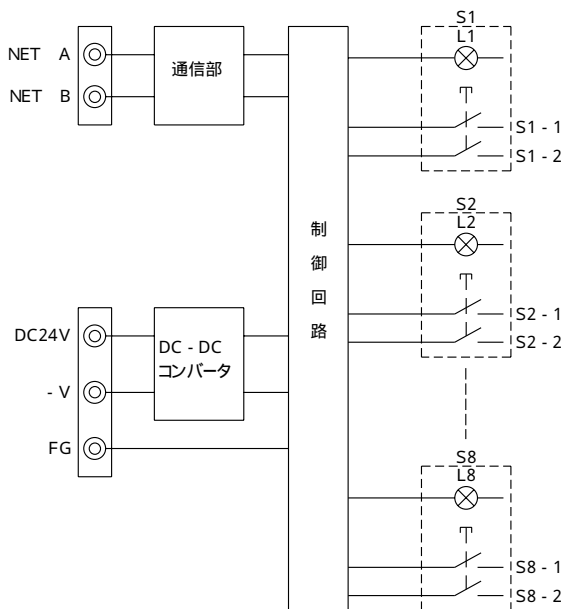 NET A
NET B
通信部
DC24V
- V
FG
DC - DC
コンバータ
制
御
回
路
S1
L1
S1 - 1
S1 - 2
S2
L2
S2 - 1
S2 - 2
S8
L8
S8 - 1
S8 - 2